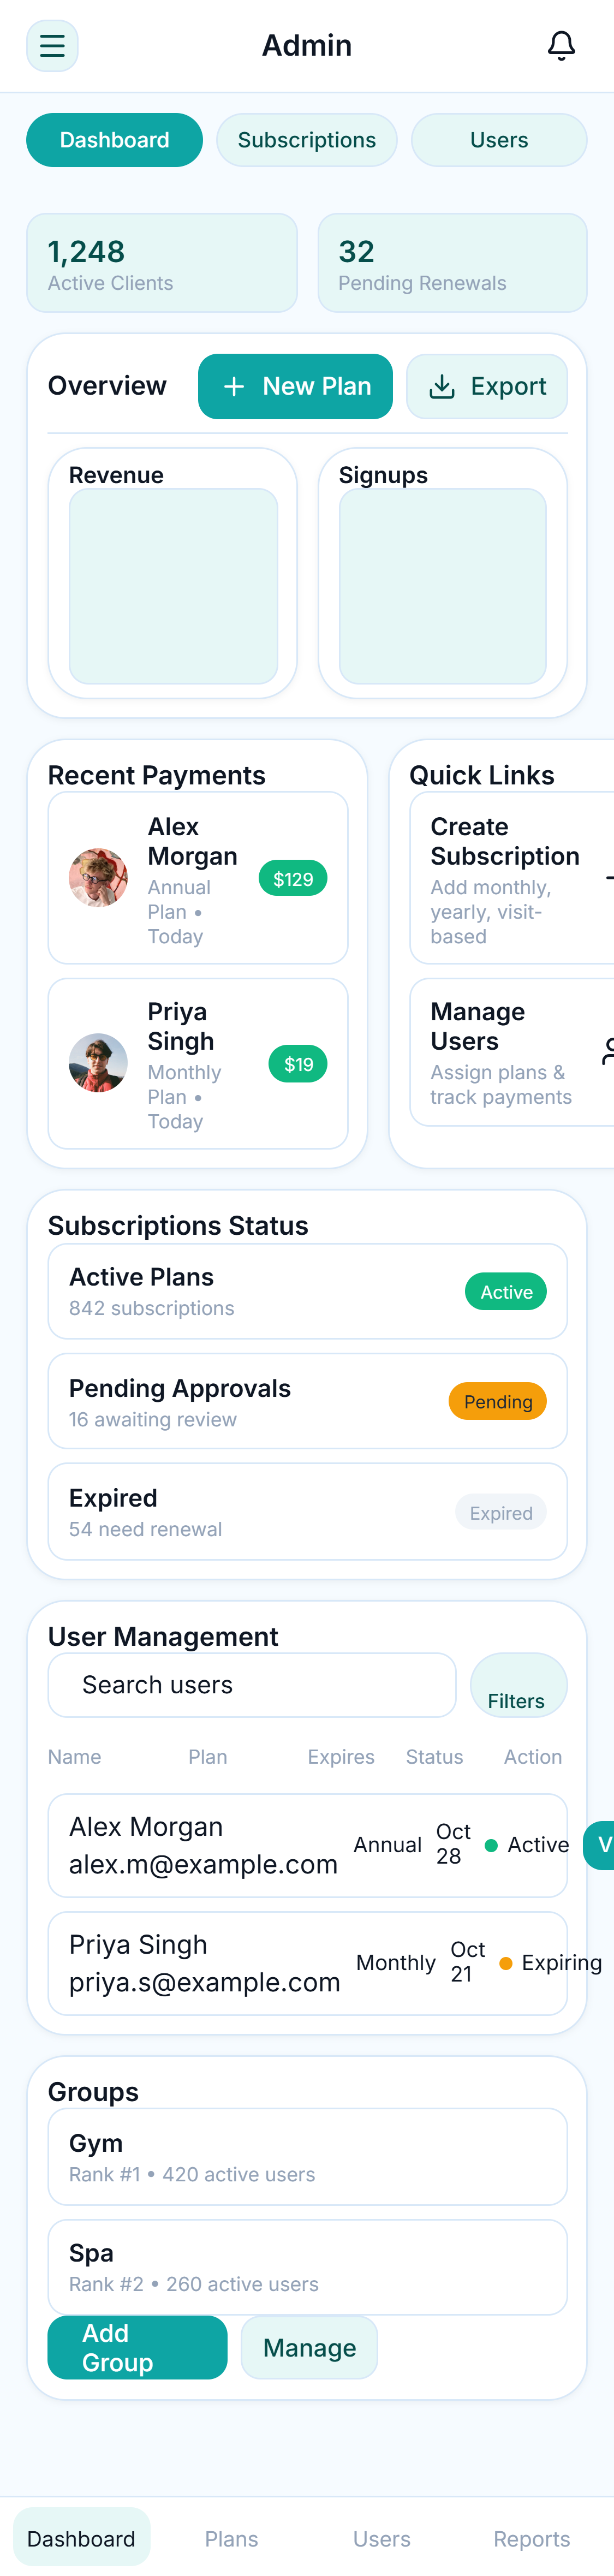 Admin
Dashboard
Subscriptions
Users
1,248
Active Clients
32
Pending Renewals
Overview
New Plan
Export
Revenue
Signups
Recent Payments
Alex
Morgan
Annual
Plan •
Today
$129
Priya
Singh
Monthly
Plan •
Today
$19
Quick Links
Create
Subscription
Add monthly,
yearly, visit-
based
Manage
Users
Assign plans &
track payments
Subscriptions Status
Active Plans
842 subscriptions
Active
Pending Approvals
16 awaiting review
Pending
Expired
54 need renewal
Expired
User Management
Search users
Filters
Name Plan Expires Status Action
Alex Morgan
alex.m@example.com
Annual
Oct
28
Active
Priya Singh
priya.s@example.com
Monthly
Oct
21
Expiring
Groups
Gym
Rank #1 • 420 active users
Spa
Rank #2 • 260 active users
Add
Group
Manage
Dashboard
Plans
Users
Reports